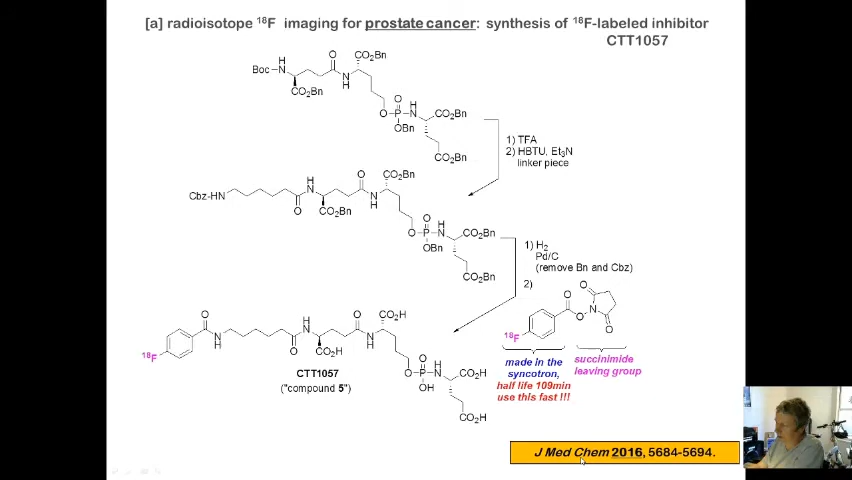 [a] radioisotope ¹⁸F imaging for prostate cancer: synthesis of ¹⁸F-labeled inhibitor
CTT1057
CO₂Bn
O
H
Boc N
N
H
CO₂Bn
O
H
O P N CO₂Bn
OBn
CO₂Bn
1) TFA
2) HBTU, Et₃N
linker piece
CO₂Bn
H
O
Cbz-HN
N
N
O
H
CO₂Bn
O
H
O P N CO₂Bn
OBn
CO₂Bn
1) H₂
Pd/C
(remove Bn and Cbz)
2)
O
O
N
O
O
¹⁸F
made in the
syncotron,
half life 109min
use this fast !!!
succinimide
leaving group
CO₂H
O
H
O
N
H
N
O
N
H
CO₂H
¹⁸F
O
H
O P N CO₂H
OH
CO₂H
CTT1057
("compound 5")
J Med Chem 2016, 5684-5694.